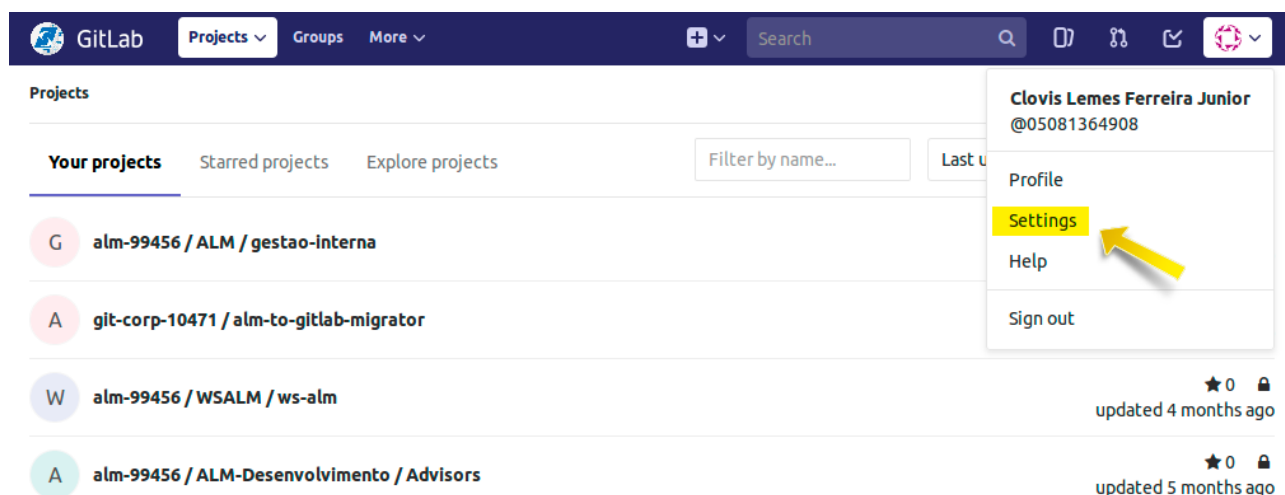 GitLab Projects Groups More Search
Projects
Clovis Lemes Ferreira Junior
@05081364908
Your projects Starred projects Explore projects Filter by name... Last u
Profile
Settings
Help
Sign out
G alm-99456 / ALM / gestao-interna
A git-corp-10471 / alm-to-gitlab-migrator
W alm-99456 / WSALM / ws-alm 0
updated 4 months ago
A alm-99456 / ALM-Desenvolvimento / Advisors 0
updated 5 months ago